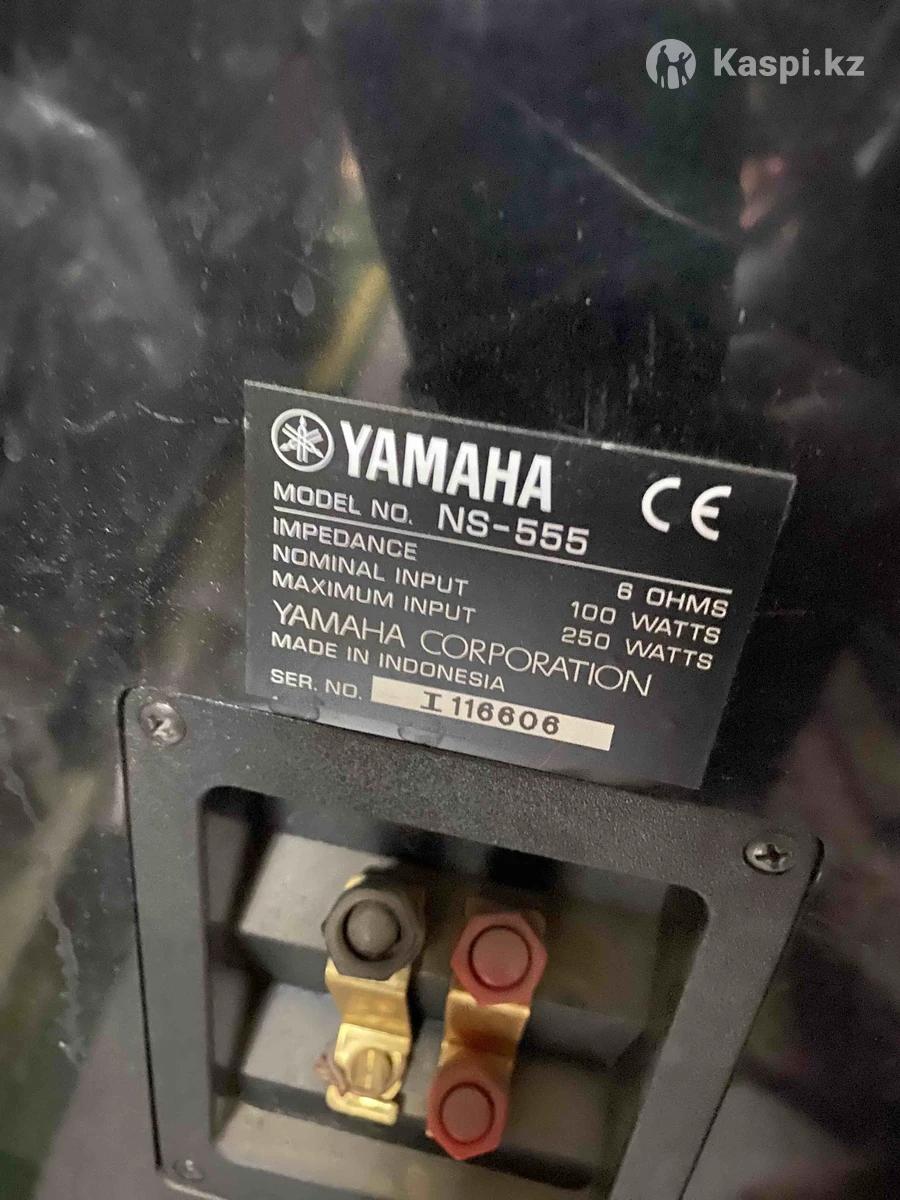 Kaspi.kz
YAMAHA CE
MODEL NO. NS-555
IMPEDANCE 6 OHMS
NOMINAL INPUT 100 WATTS
MAXIMUM INPUT 250 WATTS
YAMAHA CORPORATION
MADE IN INDONESIA
SER. NO. I 116606